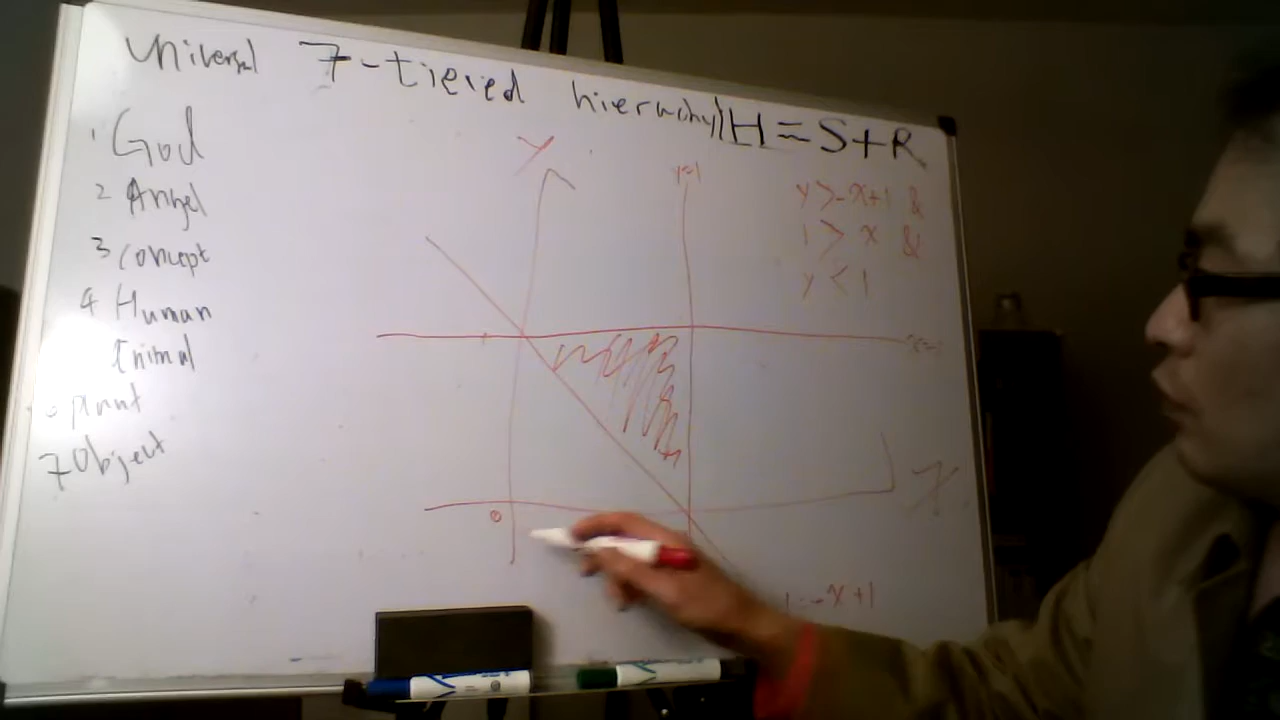 Universal 7-tiered hierarchy H = S+R
1 God
2 Angel
3 concept
4 Human
Animal
plant
7 Object
y
y=1
y > -x+1 &
1 > x &
y < 1
0
x
-x+1